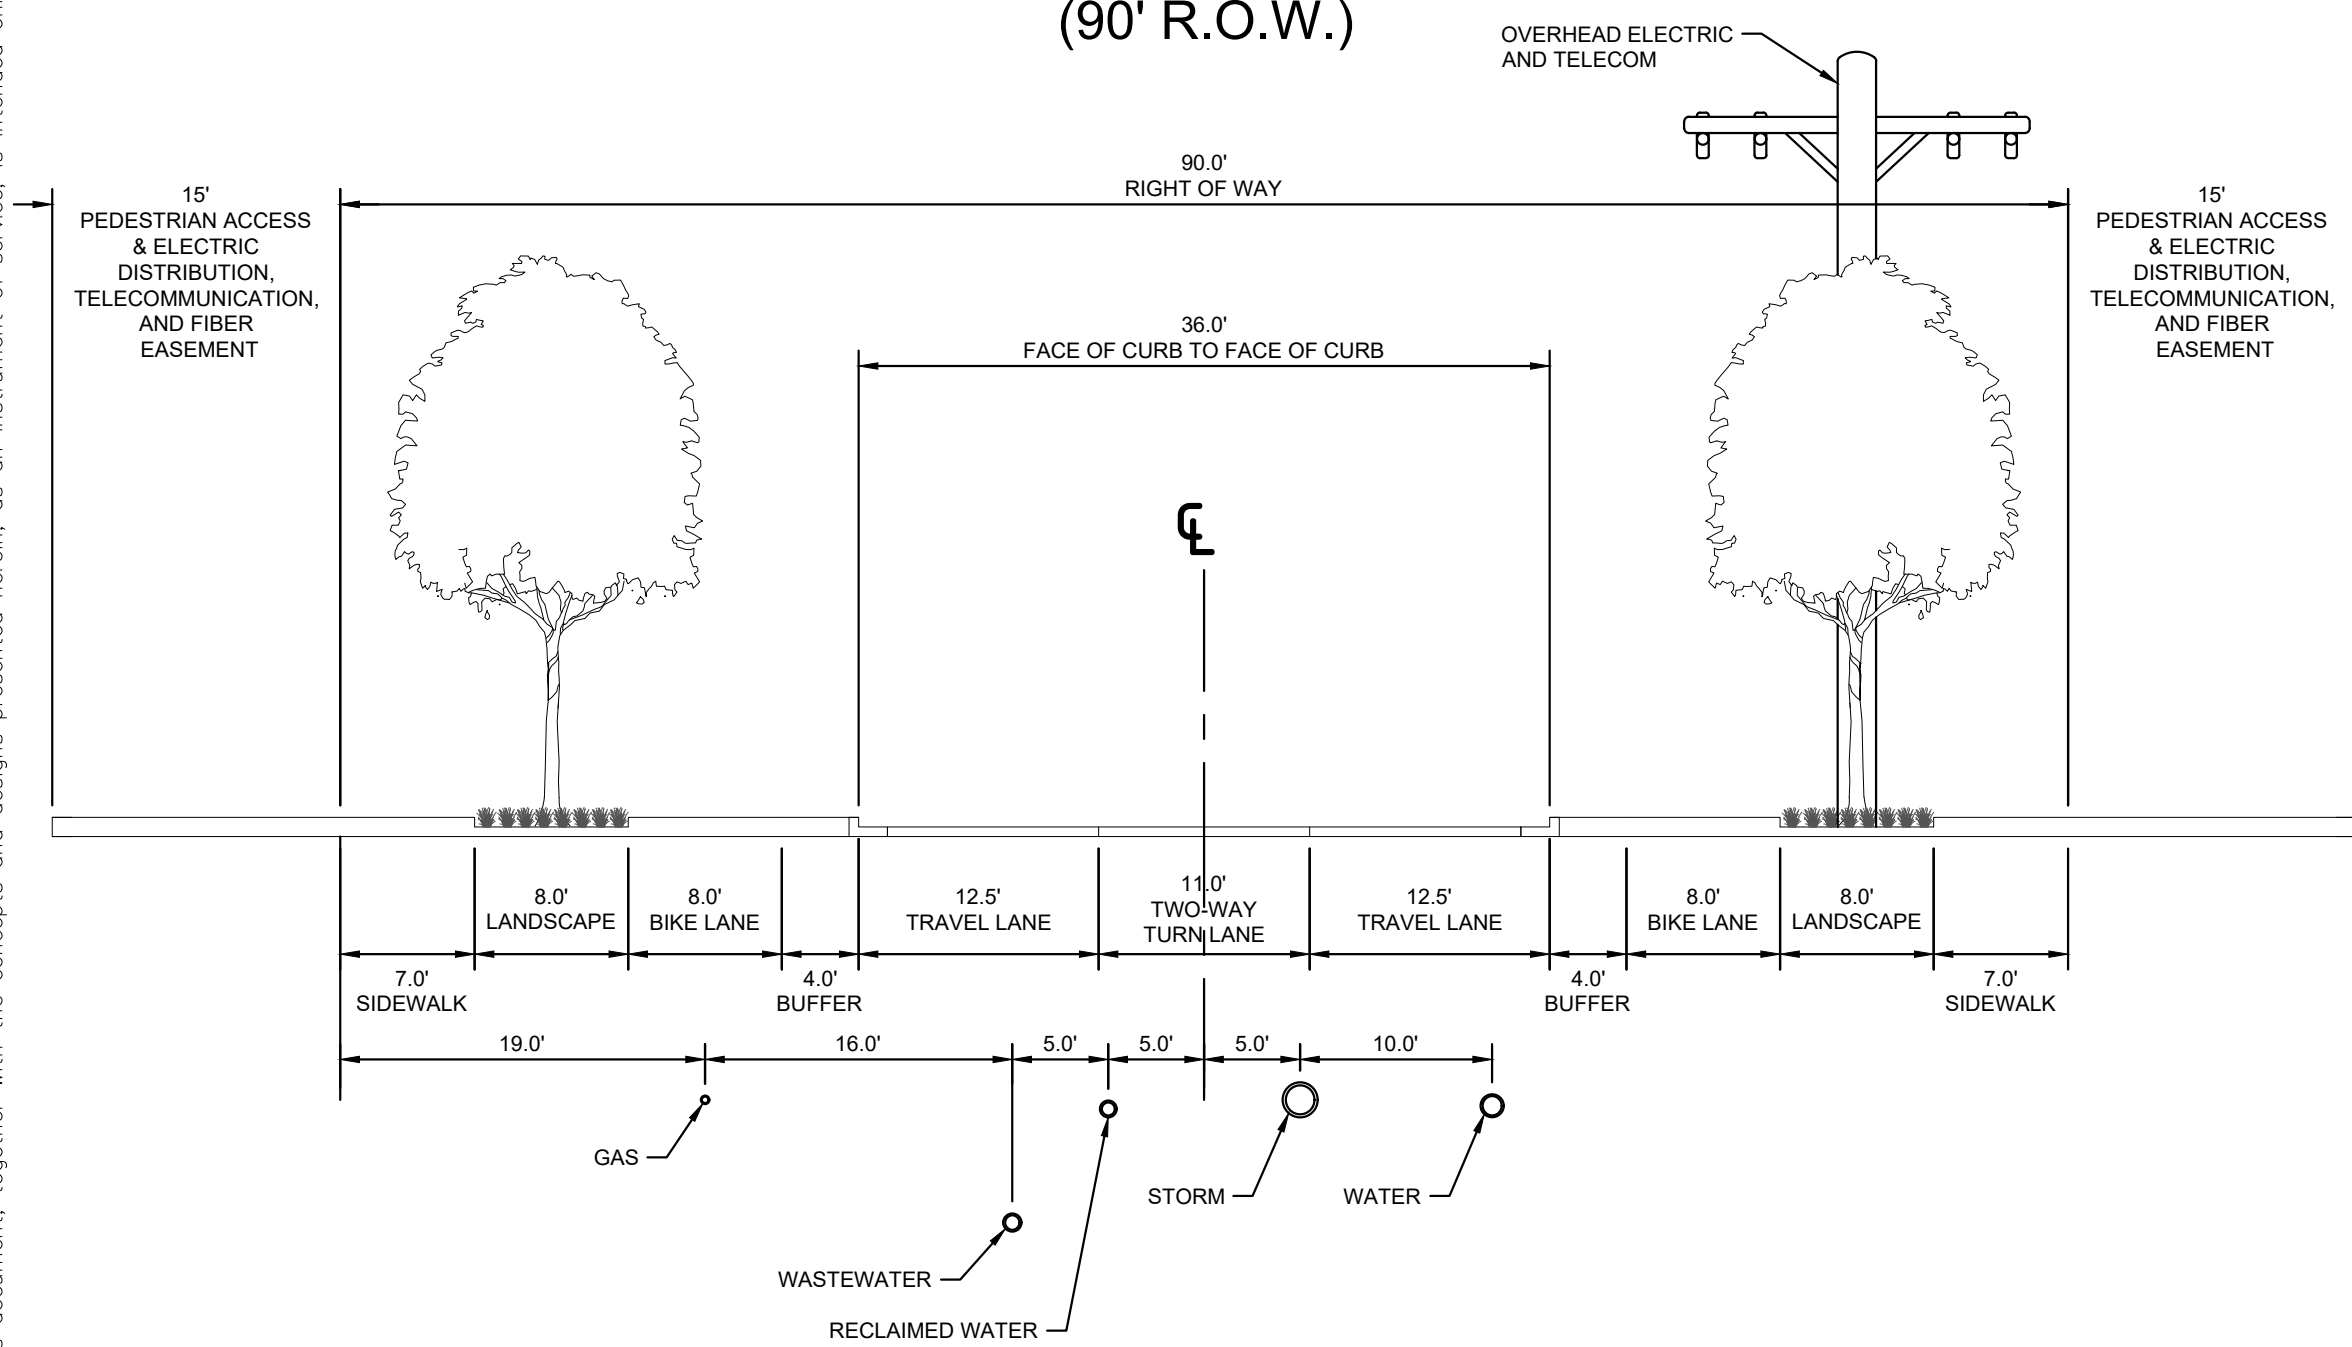 (90' R.O.W.)
OVERHEAD ELECTRIC
AND TELECOM
90.0'
RIGHT OF WAY
15'
PEDESTRIAN ACCESS
& ELECTRIC
DISTRIBUTION,
TELECOMMUNICATION,
AND FIBER
EASEMENT
15'
PEDESTRIAN ACCESS
& ELECTRIC
DISTRIBUTION,
TELECOMMUNICATION,
AND FIBER
EASEMENT
36.0'
FACE OF CURB TO FACE OF CURB
CL
8.0'
LANDSCAPE
8.0'
BIKE LANE
12.5'
TRAVEL LANE
11.0'
TWO-WAY
TURN LANE
12.5'
TRAVEL LANE
8.0'
BIKE LANE
8.0'
LANDSCAPE
7.0'
SIDEWALK
4.0'
BUFFER
4.0'
BUFFER
7.0'
SIDEWALK
19.0'
16.0'
5.0'
5.0'
5.0'
10.0'
GAS
STORM
WATER
WASTEWATER
RECLAIMED WATER